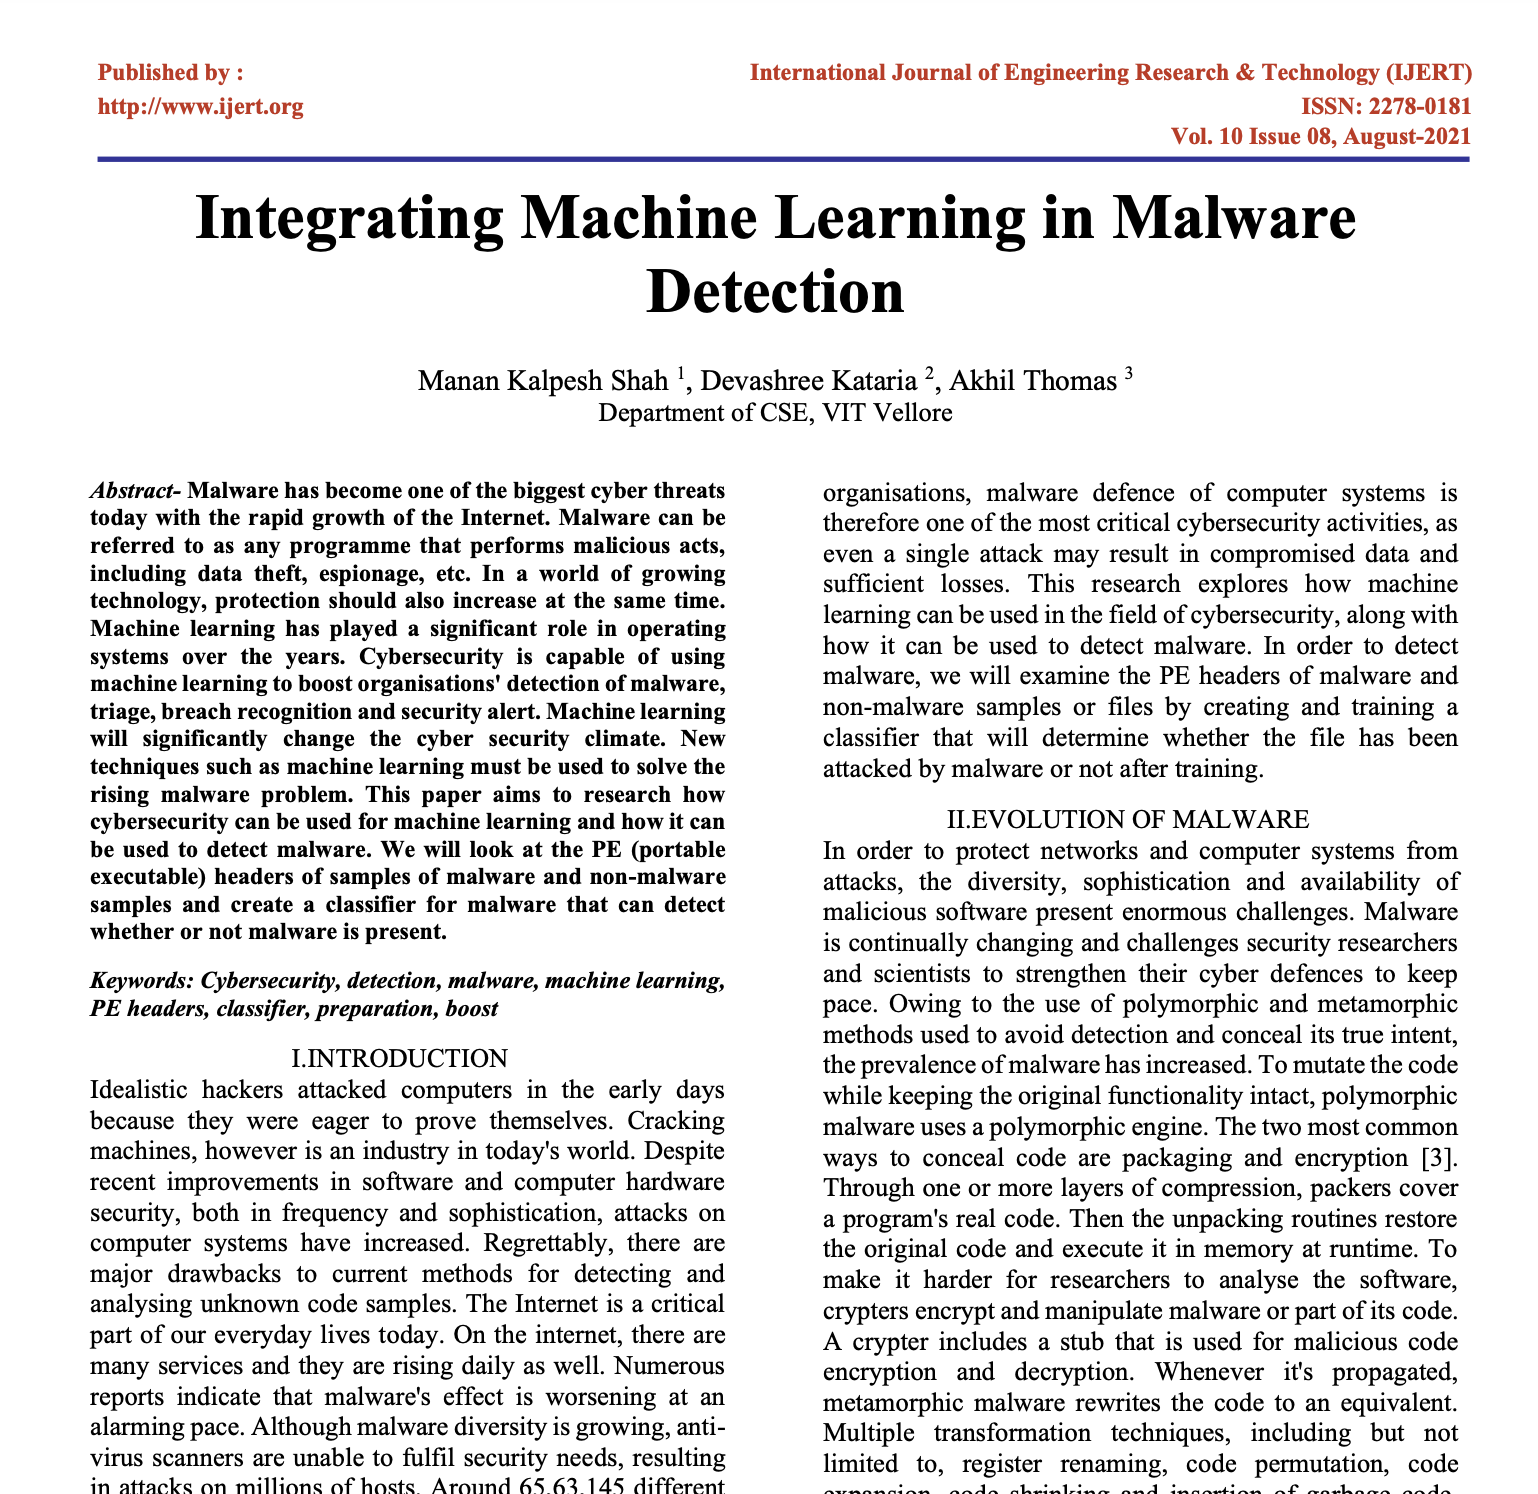 Published by :
http://www.ijert.org
International Journal of Engineering Research & Technology (IJERT)
ISSN: 2278-0181
Vol. 10 Issue 08, August-2021
Integrating Machine Learning in Malware
Detection
Manan Kalpesh Shah 1, Devashree Kataria 2, Akhil Thomas 3
Department of CSE, VIT Vellore
Abstract- Malware has become one of the biggest cyber threats
today with the rapid growth of the Internet. Malware can be
referred to as any programme that performs malicious acts,
including data theft, espionage, etc. In a world of growing
technology, protection should also increase at the same time.
Machine learning has played a significant role in operating
systems over the years. Cybersecurity is capable of using
machine learning to boost organisations' detection of malware,
triage, breach recognition and security alert. Machine learning
will significantly change the cyber security climate. New
techniques such as machine learning must be used to solve the
rising malware problem. This paper aims to research how
cybersecurity can be used for machine learning and how it can
be used to detect malware. We will look at the PE (portable
executable) headers of samples of malware and non-malware
samples and create a classifier for malware that can detect
whether or not malware is present.
Keywords: Cybersecurity, detection, malware, machine learning,
PE headers, classifier, preparation, boost
I.INTRODUCTION
Idealistic hackers attacked computers in the early days
because they were eager to prove themselves. Cracking
machines, however is an industry in today's world. Despite
recent improvements in software and computer hardware
security, both in frequency and sophistication, attacks on
computer systems have increased. Regrettably, there are
major drawbacks to current methods for detecting and
analysing unknown code samples. The Internet is a critical
part of our everyday lives today. On the internet, there are
many services and they are rising daily as well. Numerous
reports indicate that malware's effect is worsening at an
alarming pace. Although malware diversity is growing, anti-
virus scanners are unable to fulfil security needs, resulting
in attacks on millions of hosts. Around 65,63,145 different
organisations, malware defence of computer systems is
therefore one of the most critical cybersecurity activities, as
even a single attack may result in compromised data and
sufficient losses. This research explores how machine
learning can be used in the field of cybersecurity, along with
how it can be used to detect malware. In order to detect
malware, we will examine the PE headers of malware and
non-malware samples or files by creating and training a
classifier that will determine whether the file has been
attacked by malware or not after training.
II.EVOLUTION OF MALWARE
In order to protect networks and computer systems from
attacks, the diversity, sophistication and availability of
malicious software present enormous challenges. Malware
is continually changing and challenges security researchers
and scientists to strengthen their cyber defences to keep
pace. Owing to the use of polymorphic and metamorphic
methods used to avoid detection and conceal its true intent,
the prevalence of malware has increased. To mutate the code
while keeping the original functionality intact, polymorphic
malware uses a polymorphic engine. The two most common
ways to conceal code are packaging and encryption [3].
Through one or more layers of compression, packers cover
a program's real code. Then the unpacking routines restore
the original code and execute it in memory at runtime. To
make it harder for researchers to analyse the software,
crypters encrypt and manipulate malware or part of its code.
A crypter includes a stub that is used for malicious code
encryption and decryption. Whenever it's propagated,
metamorphic malware rewrites the code to an equivalent.
Multiple transformation techniques, including but not
limited to, register renaming, code permutation, code
expansion, code shrinking and insertion of garbage code,